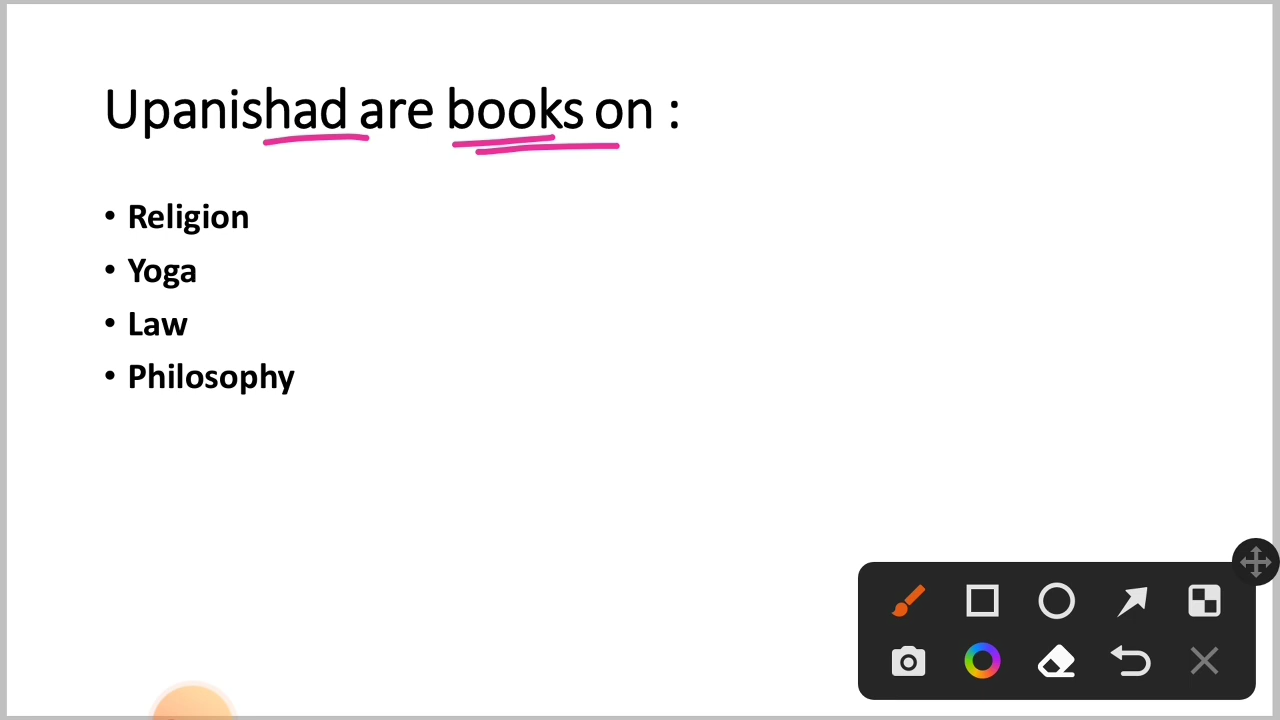 Upanishad are books on :
• Religion
• Yoga
• Law
• Philosophy